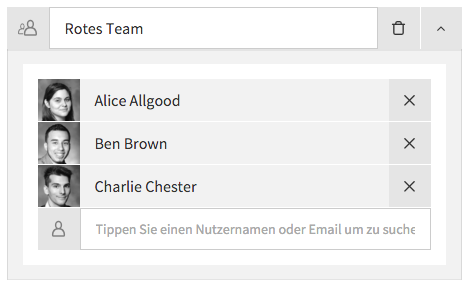 Rotes Team
Alice Allgood
Ben Brown
Charlie Chester
Tippen Sie einen Nutzernamen oder Email um zu suche